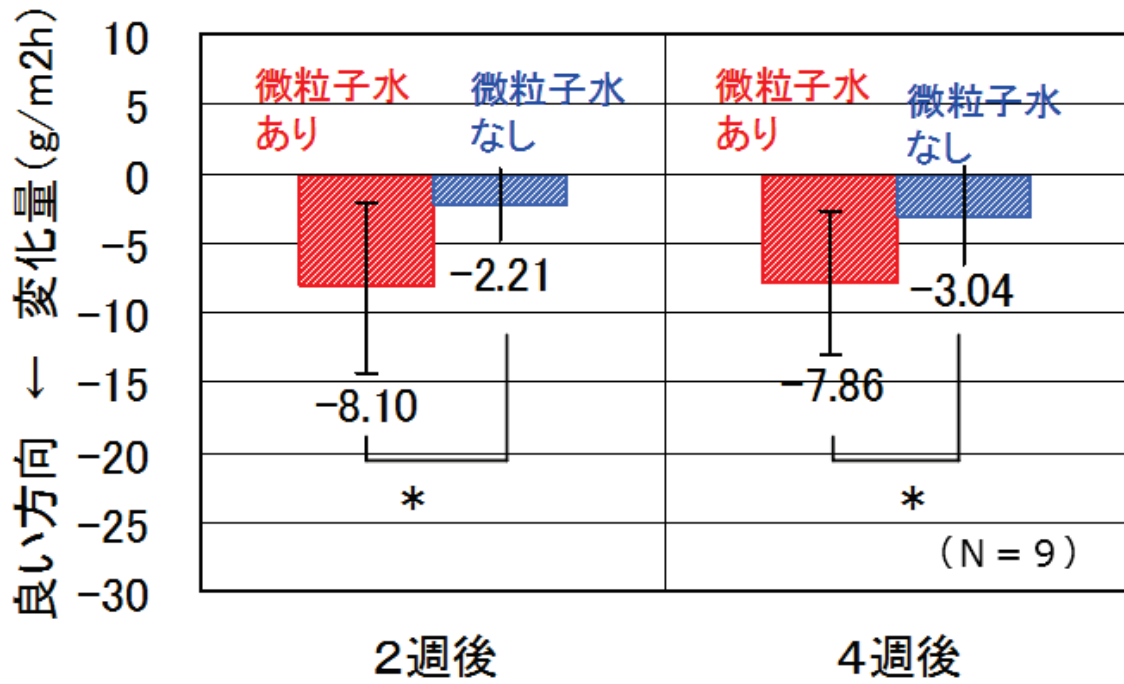 良い方向 ← 変化量(g/m2h)
10
5
0
-5
-10
-15
-20
-25
-30
微粒子水
あり
微粒子水
なし
-8.10
-2.21
*
微粒子水
あり
微粒子水
なし
-7.86
-3.04
*
(N = 9)
2週後
4週後